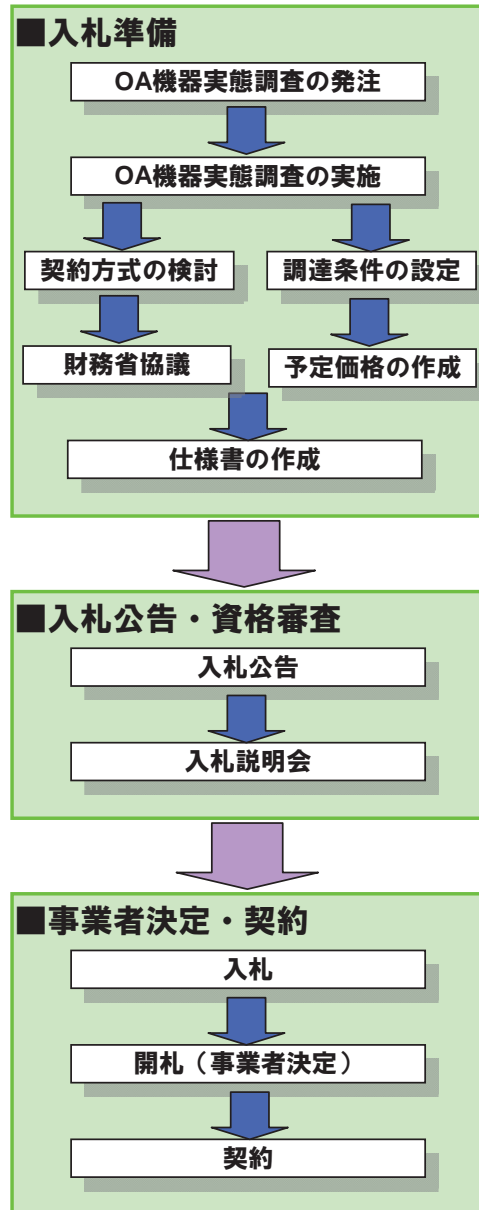 ■入札準備
OA機器実態調査の発注
OA機器実態調査の実施
契約方式の検討
調達条件の設定
財務省協議
予定価格の作成
仕様書の作成
■入札公告・資格審査
入札公告
入札説明会
■事業者決定・契約
入札
開札（事業者決定）
契約